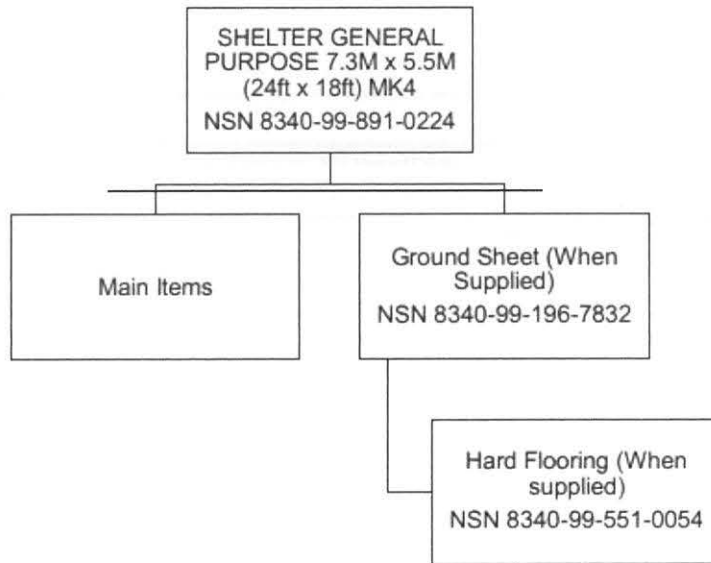 SHELTER GENERAL
PURPOSE 7.3M x 5.5M
(24ft x 18ft) MK4
NSN 8340-99-891-0224
Main Items
Ground Sheet (When
Supplied)
NSN 8340-99-196-7832
Hard Flooring (When
supplied)
NSN 8340-99-551-0054